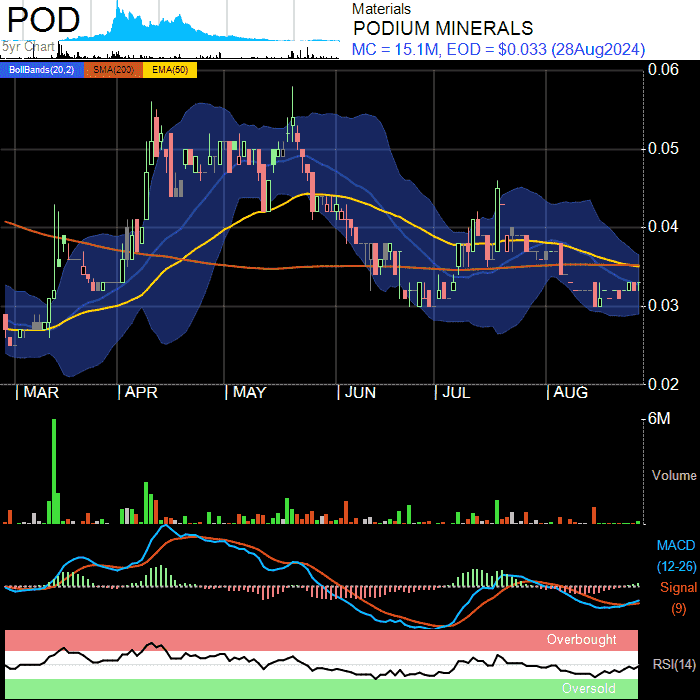 POD
5yr Chart
Materials
PODIUM MINERALS
MC = 15.1M, EOD = $0.033 (28Aug2024)
BollBands(20,2) SMA(200) EMA(50)
0.06
0.05
0.04
0.03
0.02
MAR APR MAY JUN JUL AUG
6M
Volume
MACD
(12-26)
Signal
(9)
Overbought
RSI(14)
Oversold